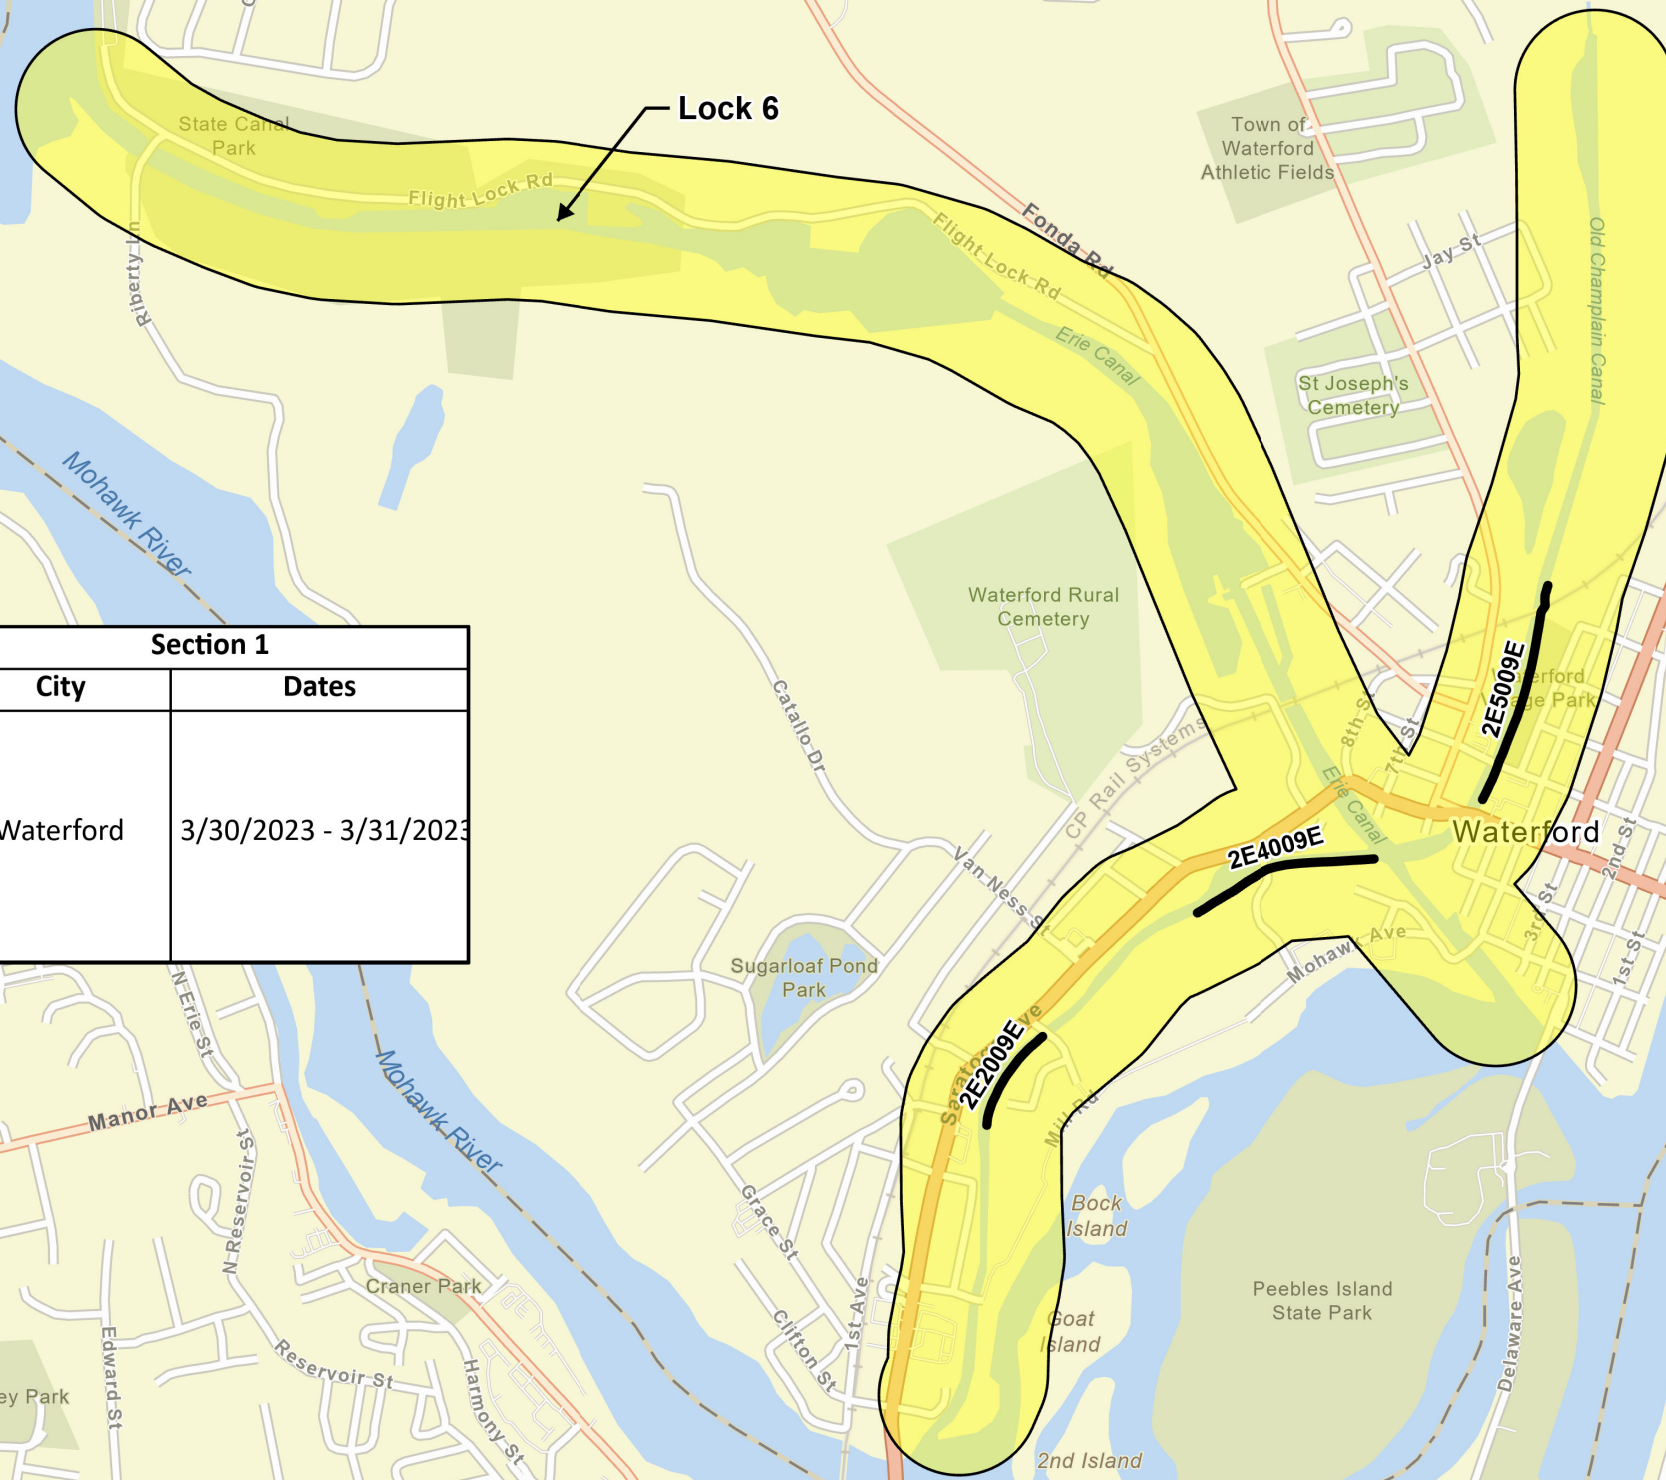 Lock 6
State Canal
Park
Flight Lock Rd
Riberty Ln
Town of
Waterford
Athletic Fields
Fonda Rd
Flight Lock Rd
Jay St
Old Champlain Canal
Erie Canal
St Joseph's
Cemetery
Mohawk River
Waterford Rural
Cemetery
Section 1
City
Dates
Waterford
3/30/2023 - 3/31/2023
Catallo Dr
CP Rail Systems
8th St
7th St
2E5009E
Park
Erie Canal
2E4009E
Waterford
2nd St
Van Ness St
3rd St
Mohawk Ave
1st St
Sugarloaf Pond
Park
N Erie St
2E2009E
Mill Rd
Mohawk River
Manor Ave
N Reservoir St
Grace St
Bock
Island
Craner Park
Peebles Island
State Park
Goat
Island
1st Ave
Clifton St
Delaware Ave
Edward St
Reservoir St
Harmony St
ey Park
2nd Island